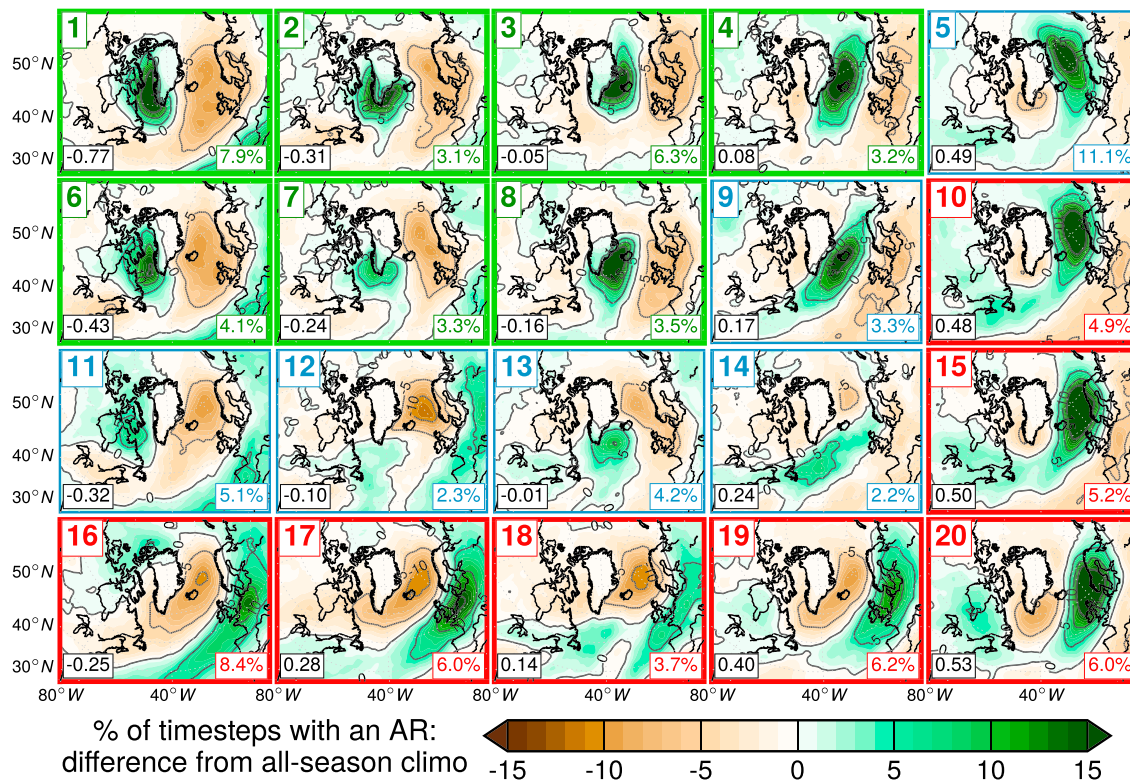 1 2 3 4 5
50° N
40° N
30° N
-0.77 7.9% -0.31 3.1% -0.05 6.3% 0.08 3.2% 0.49 11.1%
6 7 8 9 10
50° N
40° N
30° N
-0.43 4.1% -0.24 3.3% -0.16 3.5% 0.17 3.3% 0.48 4.9%
11 12 13 14 15
50° N
40° N
30° N
-0.32 5.1% -0.10 2.3% -0.01 4.2% 0.24 2.2% 0.50 5.2%
16 17 18 19 20
50° N
40° N
30° N
-0.25 8.4% 0.28 6.0% 0.14 3.7% 0.40 6.2% 0.53 6.0%
80° W 40° W 80° W 40° W 80° W 40° W 80° W 40° W 80° W 40° W
% of timesteps with an AR:
difference from all-season climo
-15 -10 -5 0 5 10 15